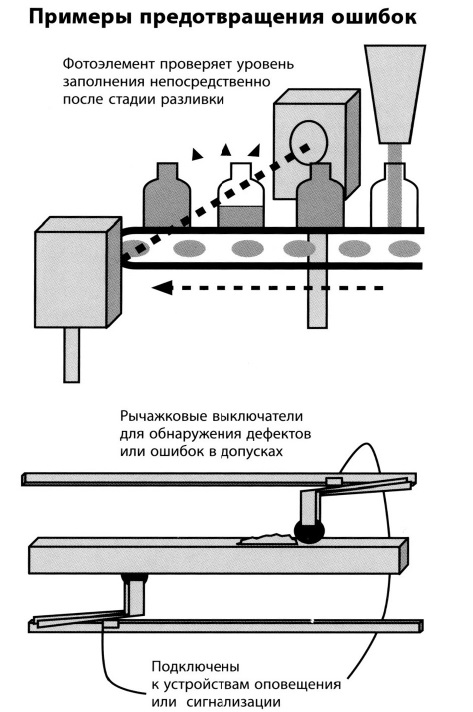 Примеры предотвращения ошибок
Фотоэлемент проверяет уровень
заполнения непосредственно
после стадии разливки
Рычажковые выключатели
для обнаружения дефектов
или ошибок в допусках
Подключены
к устройствам оповещения
или сигнализации